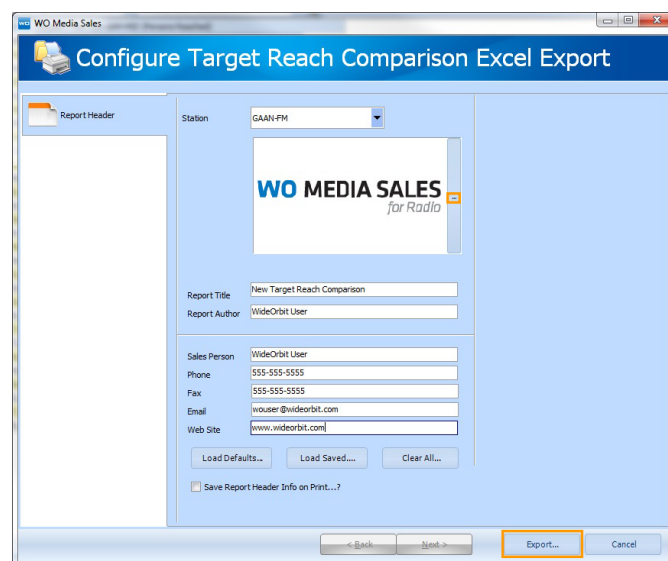 WO Media Sales
Configure Target Reach Comparison Excel Export
Report Header
Station GAAN-FM
WO MEDIA SALES
for Radio
...
Report Title New Target Reach Comparison
Report Author WideOrbit User
Sales Person WideOrbit User
Phone 555-555-5555
Fax 555-555-5555
Email wouser@wideorbit.com
Web Site www.wideorbit.com
Load Defaults... Load Saved.... Clear All...
Save Report Header Info on Print...?
< Back Next > Export... Cancel